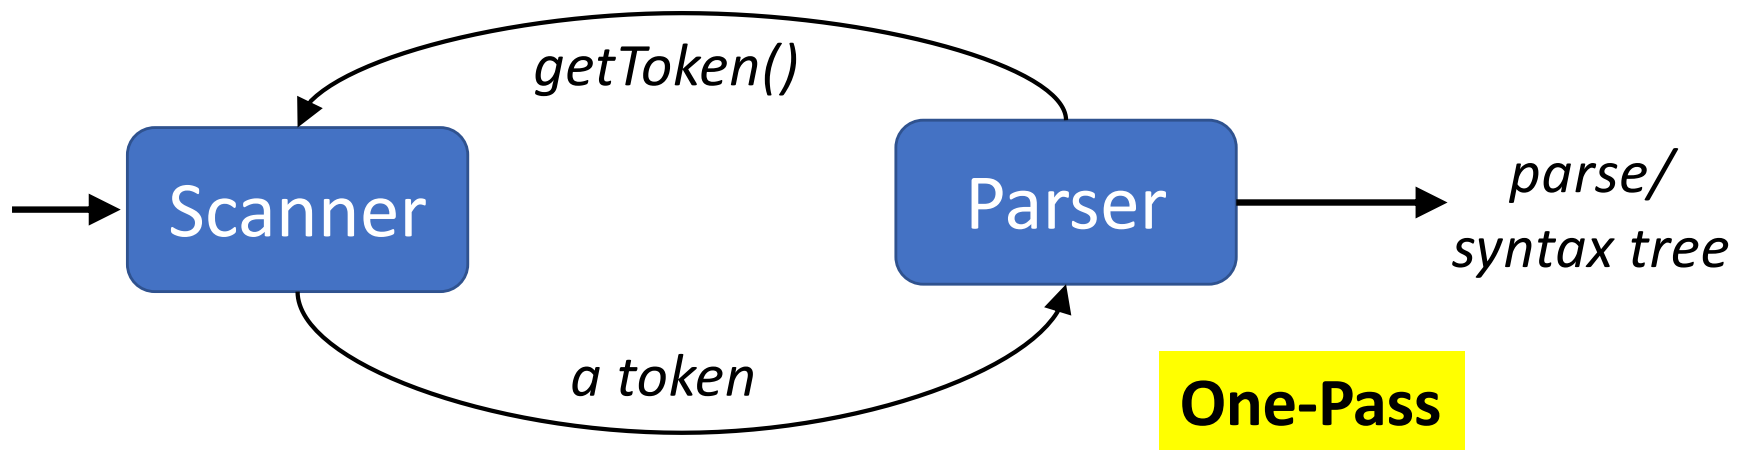 getToken()
Scanner
Parser
parse/
syntax tree
a token
One-Pass